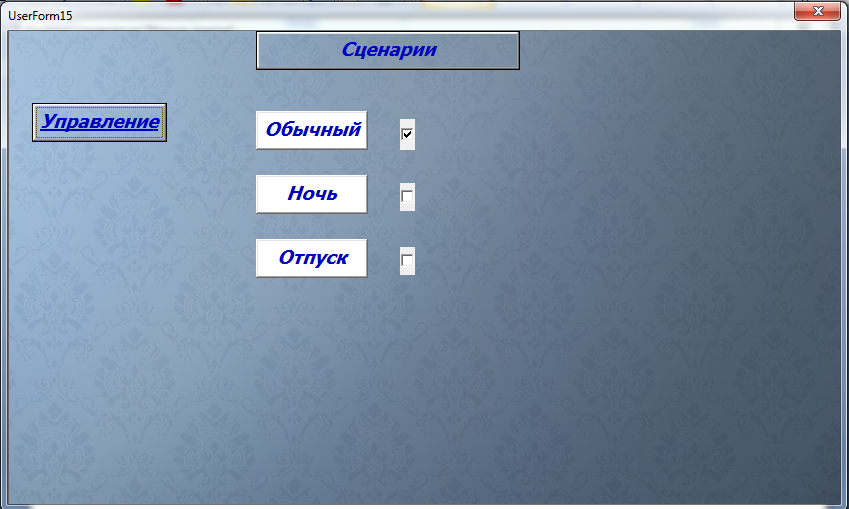 UserForm15
Сценарии
Управление
Обычный
Ночь
Отпуск